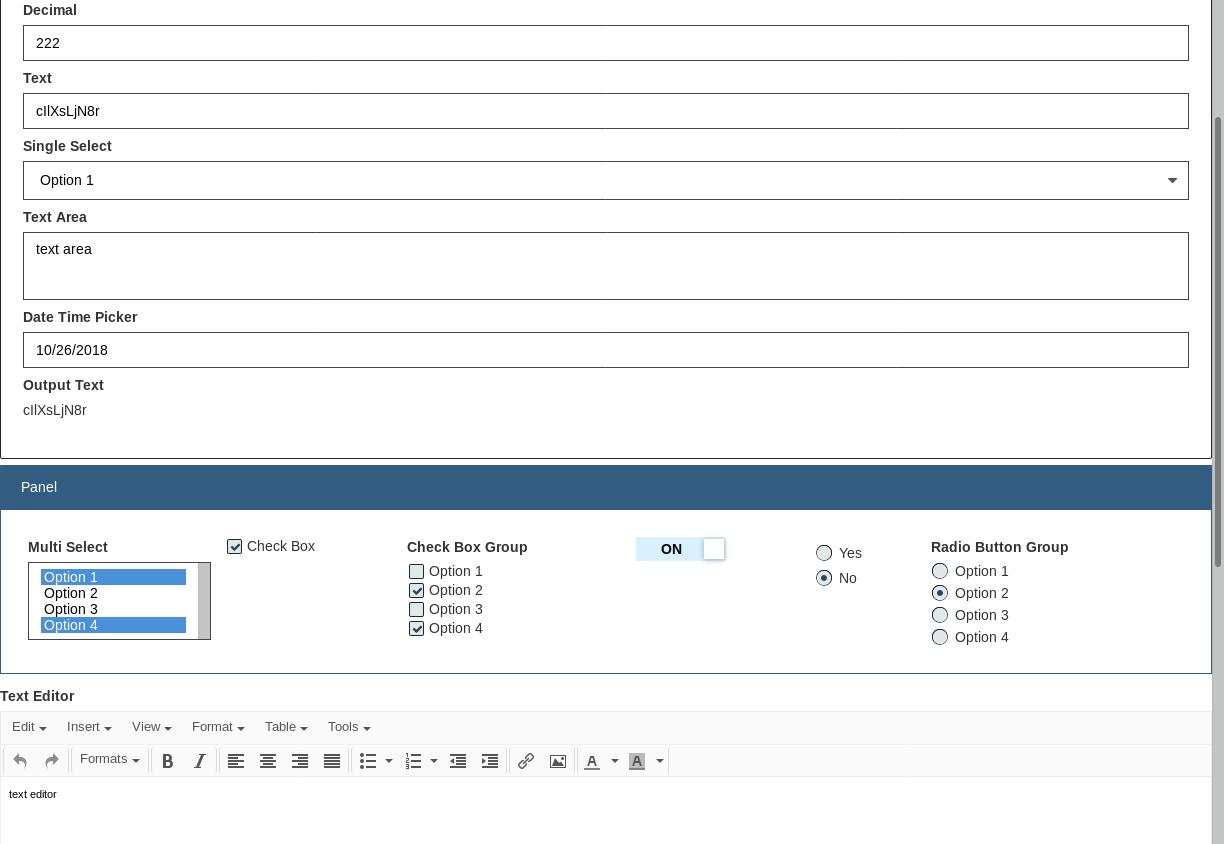 Decimal
222
Text
cIlXsLjN8r
Single Select
Option 1
Text Area
text area
Date Time Picker
10/26/2018
Output Text
cIlXsLjN8r
Panel
Multi Select
Option 1
Option 2
Option 3
Option 4
Check Box
Check Box Group
Option 1
Option 2
Option 3
Option 4
ON
Yes
No
Radio Button Group
Option 1
Option 2
Option 3
Option 4
Text Editor
Edit Insert View Format Table Tools
Formats B I A A
text editor